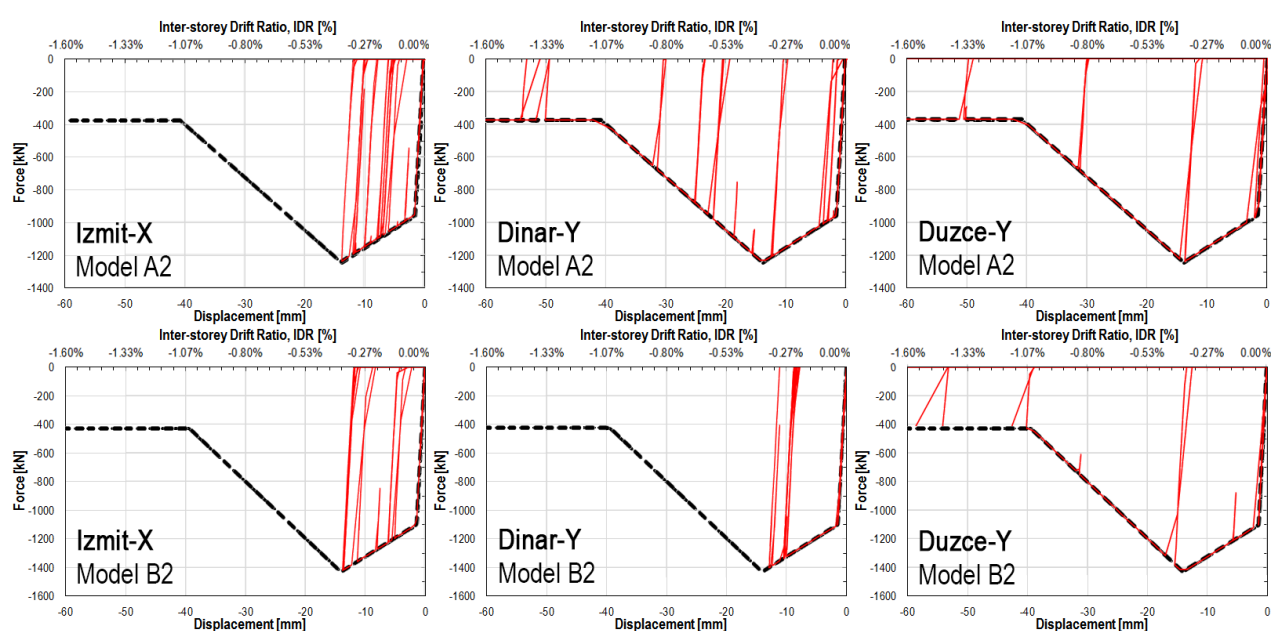 Inter-storey Drift Ratio, IDR [%]
-1.60% -1.33% -1.07% -0.80% -0.53% -0.27% 0.00%
0
-200
-400
-600
-800
-1000
-1200
-1400
Force [kN]
Izmit-X
Model A2
-60 -50 -40 -30 -20 -10 0
Displacement [mm]
Inter-storey Drift Ratio, IDR [%]
-1.60% -1.33% -1.07% -0.80% -0.53% -0.27% 0.00%
0
-200
-400
-600
-800
-1000
-1200
-1400
Force [kN]
Dinar-Y
Model A2
-60 -50 -40 -30 -20 -10 0
Displacement [mm]
Inter-storey Drift Ratio, IDR [%]
-1.60% -1.33% -1.07% -0.80% -0.53% -0.27% 0.00%
0
-200
-400
-600
-800
-1000
-1200
-1400
Force [kN]
Duzce-Y
Model A2
-60 -50 -40 -30 -20 -10 0
Displacement [mm]
Inter-storey Drift Ratio, IDR [%]
-1.60% -1.33% -1.07% -0.80% -0.53% -0.27% 0.00%
0
-200
-400
-600
-800
-1000
-1200
-1400
-1600
Force [kN]
Izmit-X
Model B2
-60 -50 -40 -30 -20 -10 0
Displacement [mm]
Inter-storey Drift Ratio, IDR [%]
-1.60% -1.33% -1.07% -0.80% -0.53% -0.27% 0.00%
0
-200
-400
-600
-800
-1000
-1200
-1400
-1600
Force [kN]
Dinar-Y
Model B2
-60 -50 -40 -30 -20 -10 0
Displacement [mm]
Inter-storey Drift Ratio, IDR [%]
-1.60% -1.33% -1.07% -0.80% -0.53% -0.27% 0.00%
0
-200
-400
-600
-800
-1000
-1200
-1400
-1600
Force [kN]
Duzce-Y
Model B2
-60 -50 -40 -30 -20 -10 0
Displacement [mm]